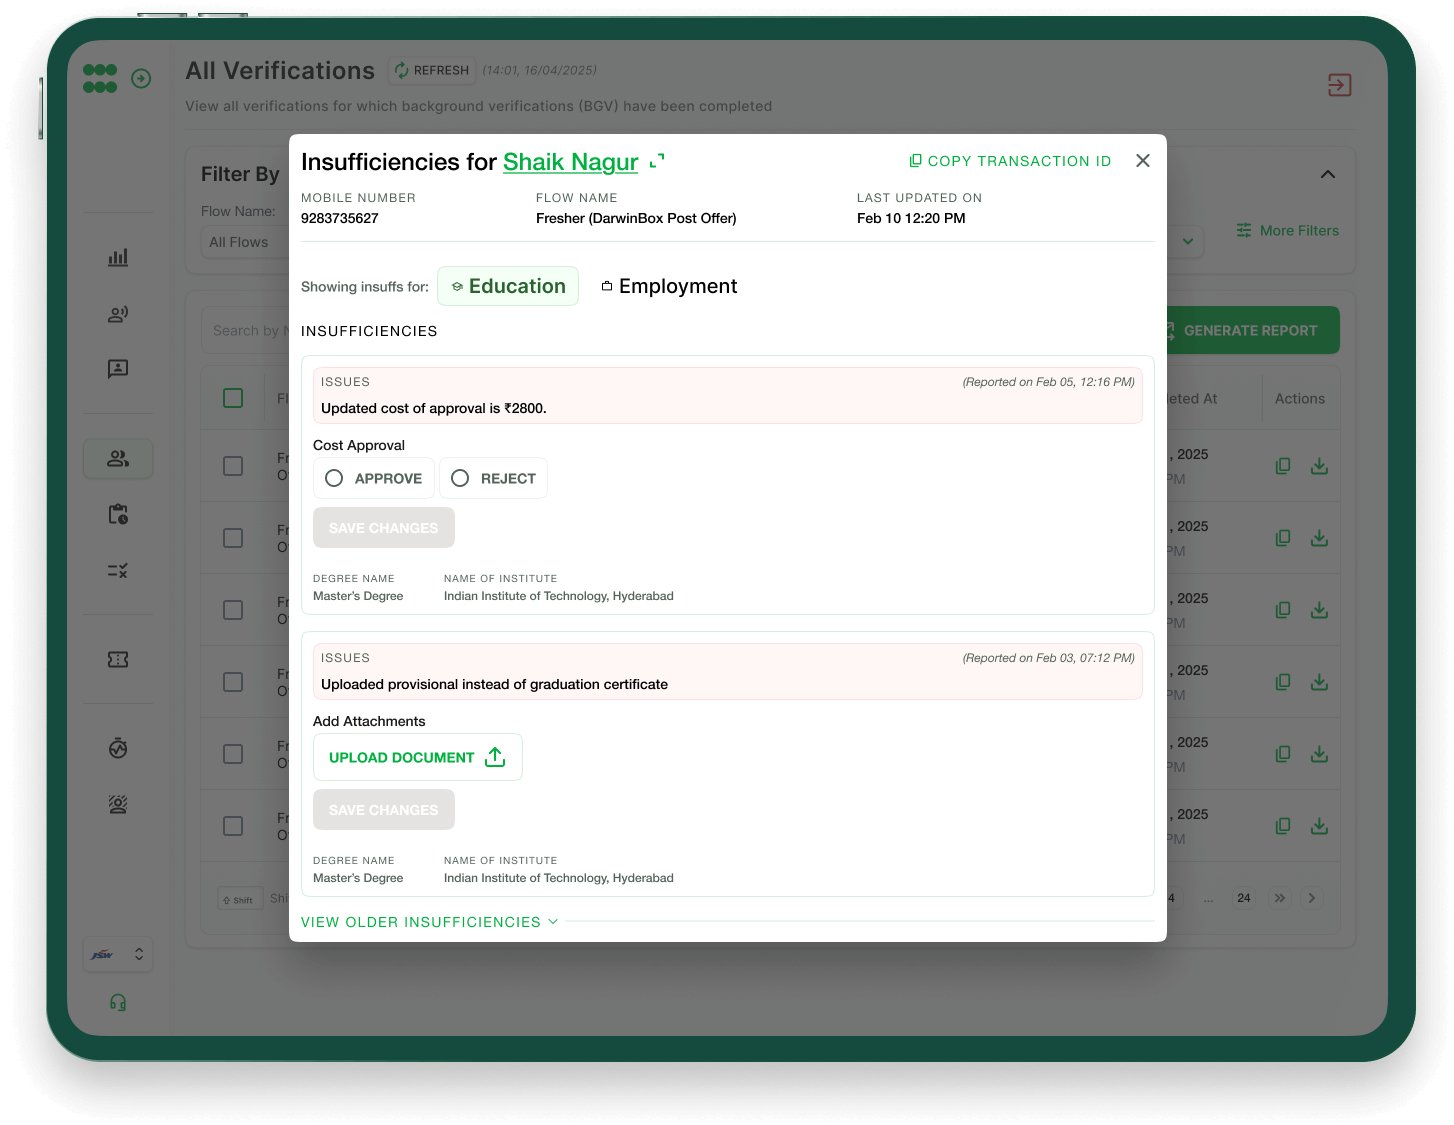 All Verifications
REFRESH
(14:01, 16/04/2025)
View all verifications for which background verifications (BGV) have been completed
Filter By
Flow Name:
All Flows
More Filters
Search by
GENERATE REPORT
Actions
At
, 2025
PM
, 2025
PM
, 2025
PM
, 2025
PM
, 2025
PM
, 2025
PM
Shift
4 ... 24
JSW
Insufficiencies for Shaik Nagur
COPY TRANSACTION ID
MOBILE NUMBER
9283735627
FLOW NAME
Fresher (DarwinBox Post Offer)
LAST UPDATED ON
Feb 10 12:20 PM
Showing insuffs for:
Education
Employment
INSUFFICIENCIES
ISSUES
(Reported on Feb 05, 12:16 PM)
Updated cost of approval is ₹2800.
Cost Approval
APPROVE
REJECT
SAVE CHANGES
DEGREE NAME
Master's Degree
NAME OF INSTITUTE
Indian Institute of Technology, Hyderabad
ISSUES
(Reported on Feb 03, 07:12 PM)
Uploaded provisional instead of graduation certificate
Add Attachments
UPLOAD DOCUMENT
SAVE CHANGES
DEGREE NAME
Master's Degree
NAME OF INSTITUTE
Indian Institute of Technology, Hyderabad
VIEW OLDER INSUFFICIENCIES